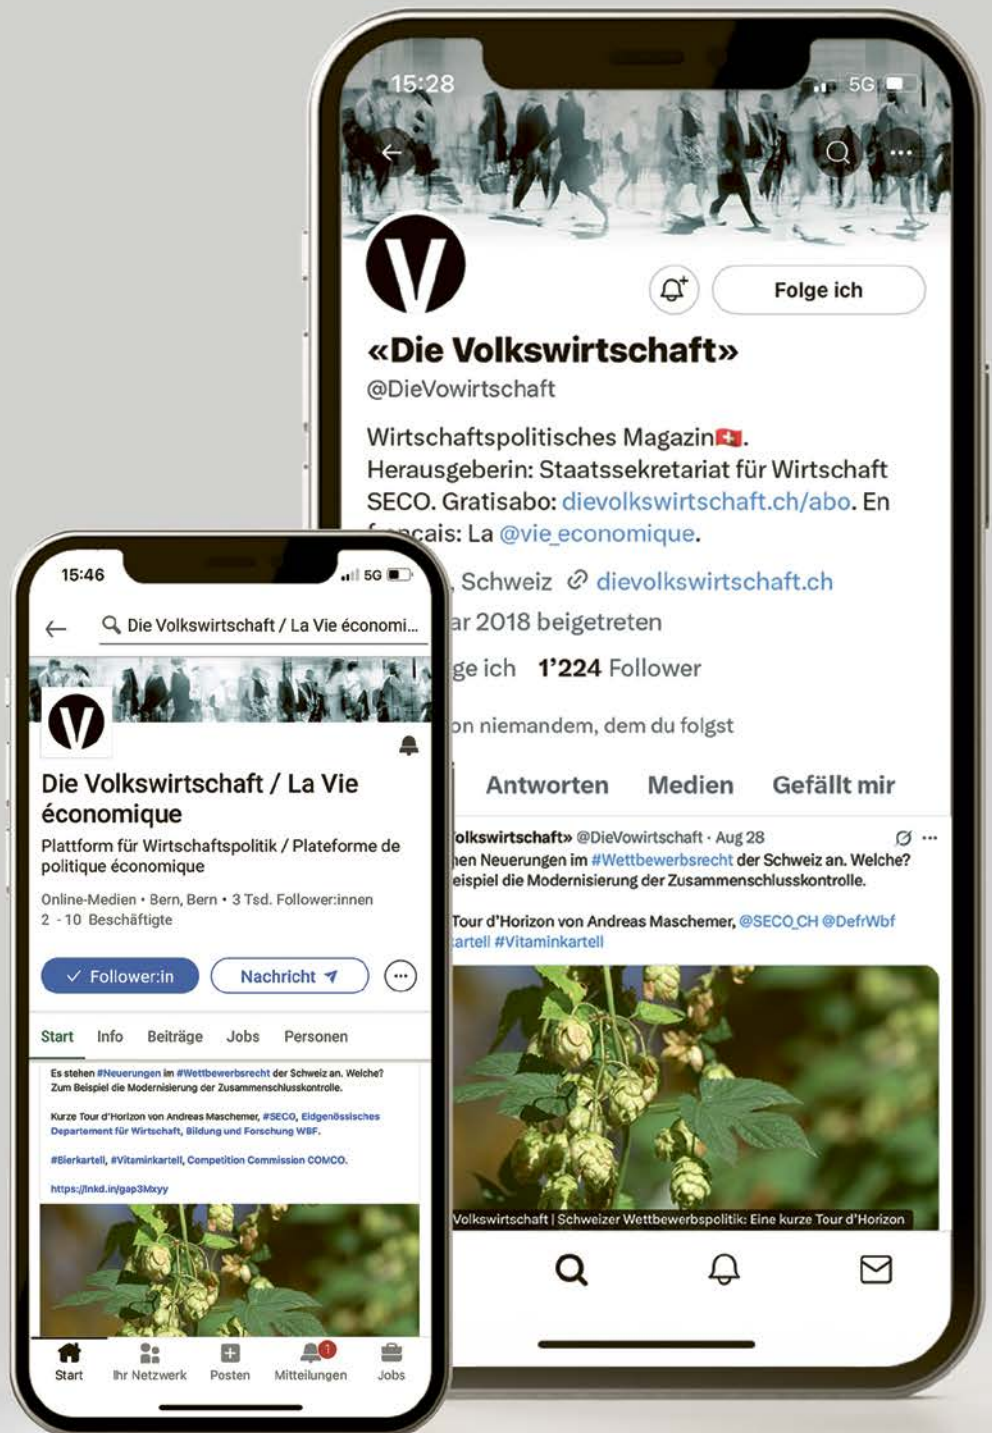 15:28
5G
V
Folge ich
«Die Volkswirtschaft»
@DieVowirtschaft
Wirtschaftspolitisches Magazin🇨🇭.
Herausgeberin: Staatssekretariat für Wirtschaft
SECO. Gratisabo: dievolkswirtschaft.ch/abo. En
çais: La @vie_economique.
, Schweiz dievolkswirtschaft.ch
ar 2018 beigetreten
ge ich 1’224 Follower
on niemandem, dem du folgst
Antworten Medien Gefällt mir
olkswirtschaft» @DieVowirtschaft · Aug 28
hen Neuerungen im #Wettbewerbsrecht der Schweiz an. Welche?
eispiel die Modernisierung der Zusammenschlusskontrolle.
Tour d’Horizon von Andreas Maschemer, @SECO_CH @DefrWbf
artell #Vitaminkartell
Volkswirtschaft | Schweizer Wettbewerbspolitik: Eine kurze Tour d’Horizon
15:46
5G
Die Volkswirtschaft / La Vie économi...
V
Die Volkswirtschaft / La Vie
économique
Plattform für Wirtschaftspolitik / Plateforme de
politique économique
Online-Medien • Bern, Bern • 3 Tsd. Follower:innen
2 - 10 Beschäftigte
Follower:in
Nachricht
Start Info Beiträge Jobs Personen
Es stehen #Neuerungen im #Wettbewerbsrecht der Schweiz an. Welche?
Zum Beispiel die Modernisierung der Zusammenschlusskontrolle.
Kurze Tour d’Horizon von Andreas Maschemer, #SECO, Eidgenössisches
Departement für Wirtschaft, Bildung und Forschung WBF.
#Bierkartell, #Vitaminkartell, Competition Commission COMCO.
https://lnkd.in/gap3Mxyy
1
Start Ihr Netzwerk Posten Mitteilungen Jobs